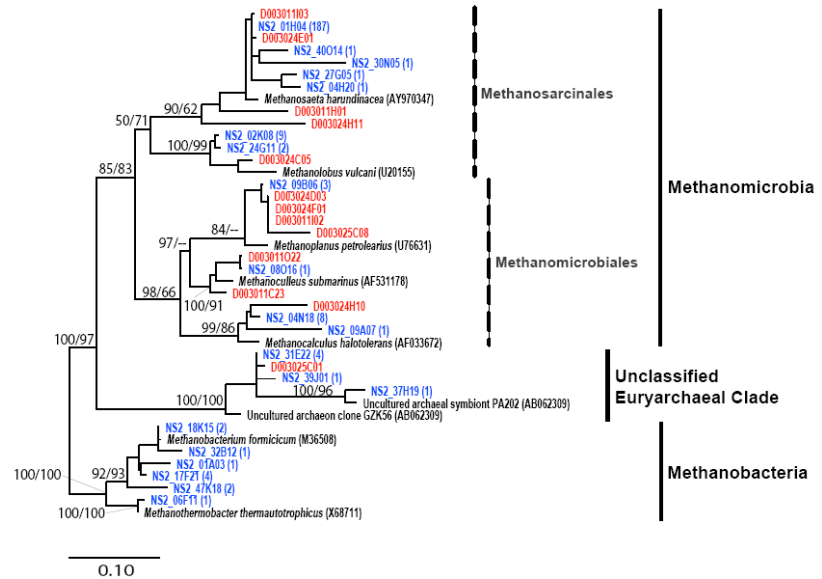 D003011I03
NS2_01H04 (187)
D003024E01
NS2_40O14 (1)
NS2_30N05 (1)
NS2_27G05 (1)
NS2_04H20 (1)
Methanosaeta harundinacea (AY970347)
D003011H01
D003024H11
90/62
50/71
NS2_02K08 (9)
NS2_24G11 (2)
100/99
D003024C05
Methanolobus vulcani (U20155)
Methanosarcinales
85/83
NS2_09B06 (3)
D003024D03
D003024F01
D003011I02
84/--
D003025C08
97/--
Methanoplanus petrolearius (U76631)
D003011O22
NS2_08O16 (1)
Methanoculleus submarinus (AF531178)
98/66
100/91
D003011C23
Methanomicrobiales
D003024H10
NS2_04N18 (8)
99/86
NS2_09A07 (1)
Methanocalculus halotolerans (AF033672)
Methanomicrobia
100/97
NS2_31E22 (4)
D003025C01
NS2_39J01 (1)
100/96
NS2_37H19 (1)
100/100
Uncultured archaeal symbiont PA202 (AB062309)
Uncultured archaeon clone GZK56 (AB062309)
Unclassified
Euryarchaeal Clade
NS2_18K15 (2)
Methanobacterium formicicum (M36508)
NS2_32B12 (1)
NS2_01A03 (1)
100/100
92/93
NS2_17F21 (4)
NS2_47K18 (2)
NS2_06F11 (1)
100/100
Methanothermobacter thermautotrophicus (X68711)
Methanobacteria
0.10